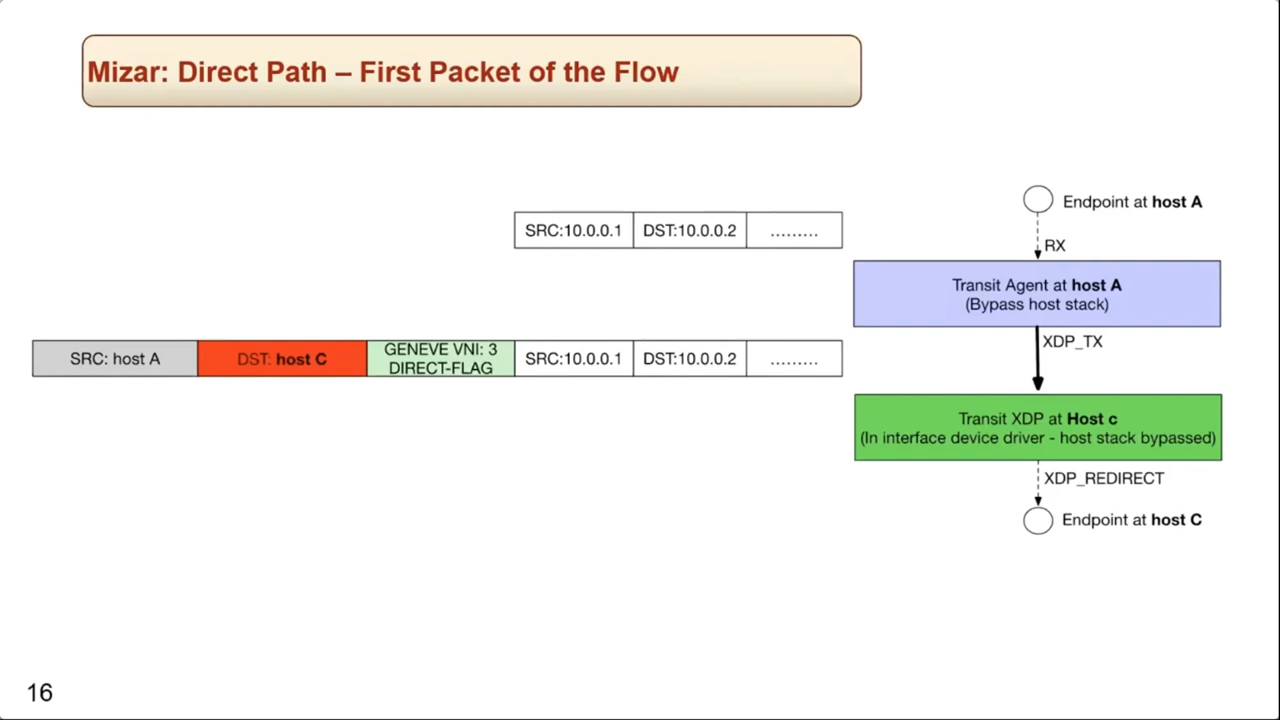 Mizar: Direct Path – First Packet of the Flow
Endpoint at host A
SRC:10.0.0.1 DST:10.0.0.2 .........
RX
Transit Agent at host A
(Bypass host stack)
XDP_TX
SRC: host A DST: host C GENEVE VNI: 3
DIRECT-FLAG
SRC:10.0.0.1 DST:10.0.0.2 .........
Transit XDP at Host c
(In interface device driver - host stack bypassed)
XDP_REDIRECT
Endpoint at host C
16